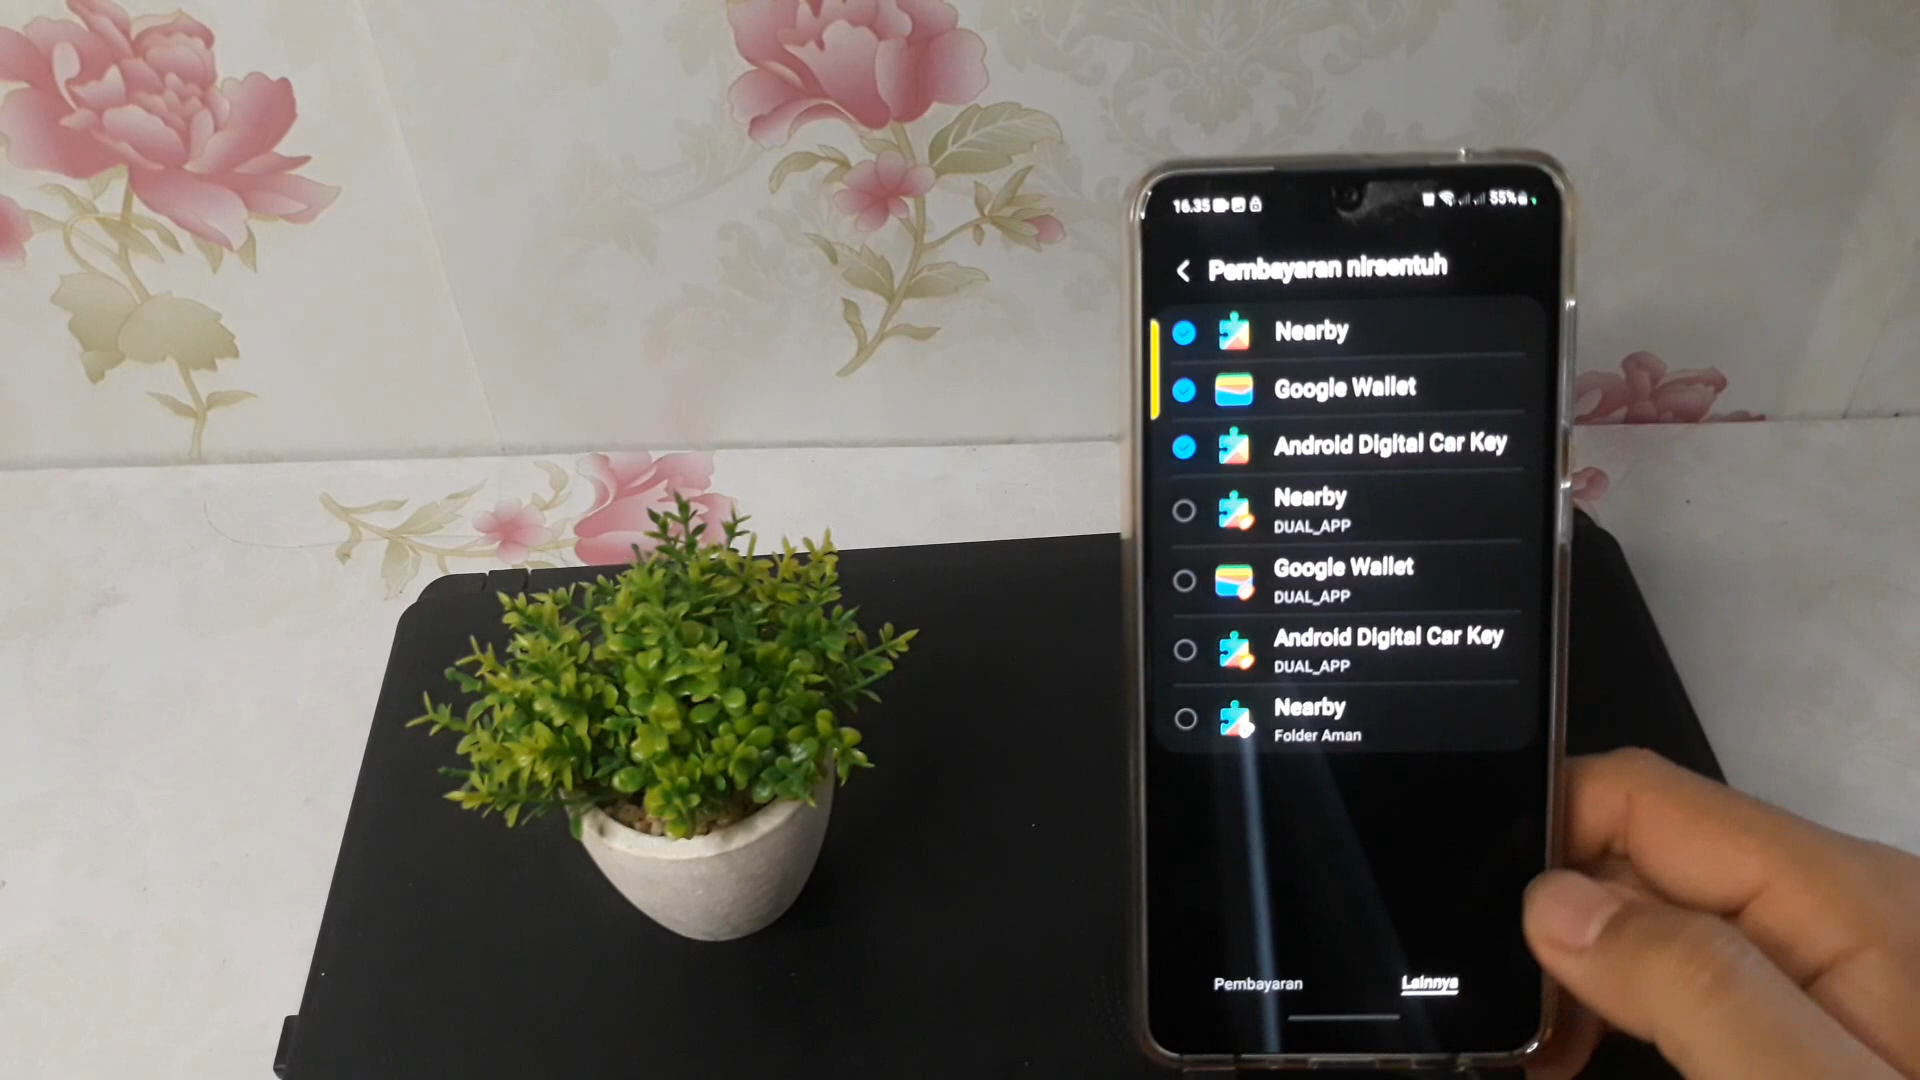 16.35 55%
Pembayaran nirsentuh
Nearby
Google Wallet
Android Digital Car Key
Nearby
DUAL_APP
Google Wallet
DUAL_APP
Android Digital Car Key
DUAL_APP
Nearby
Folder Aman
Pembayaran Lainnya